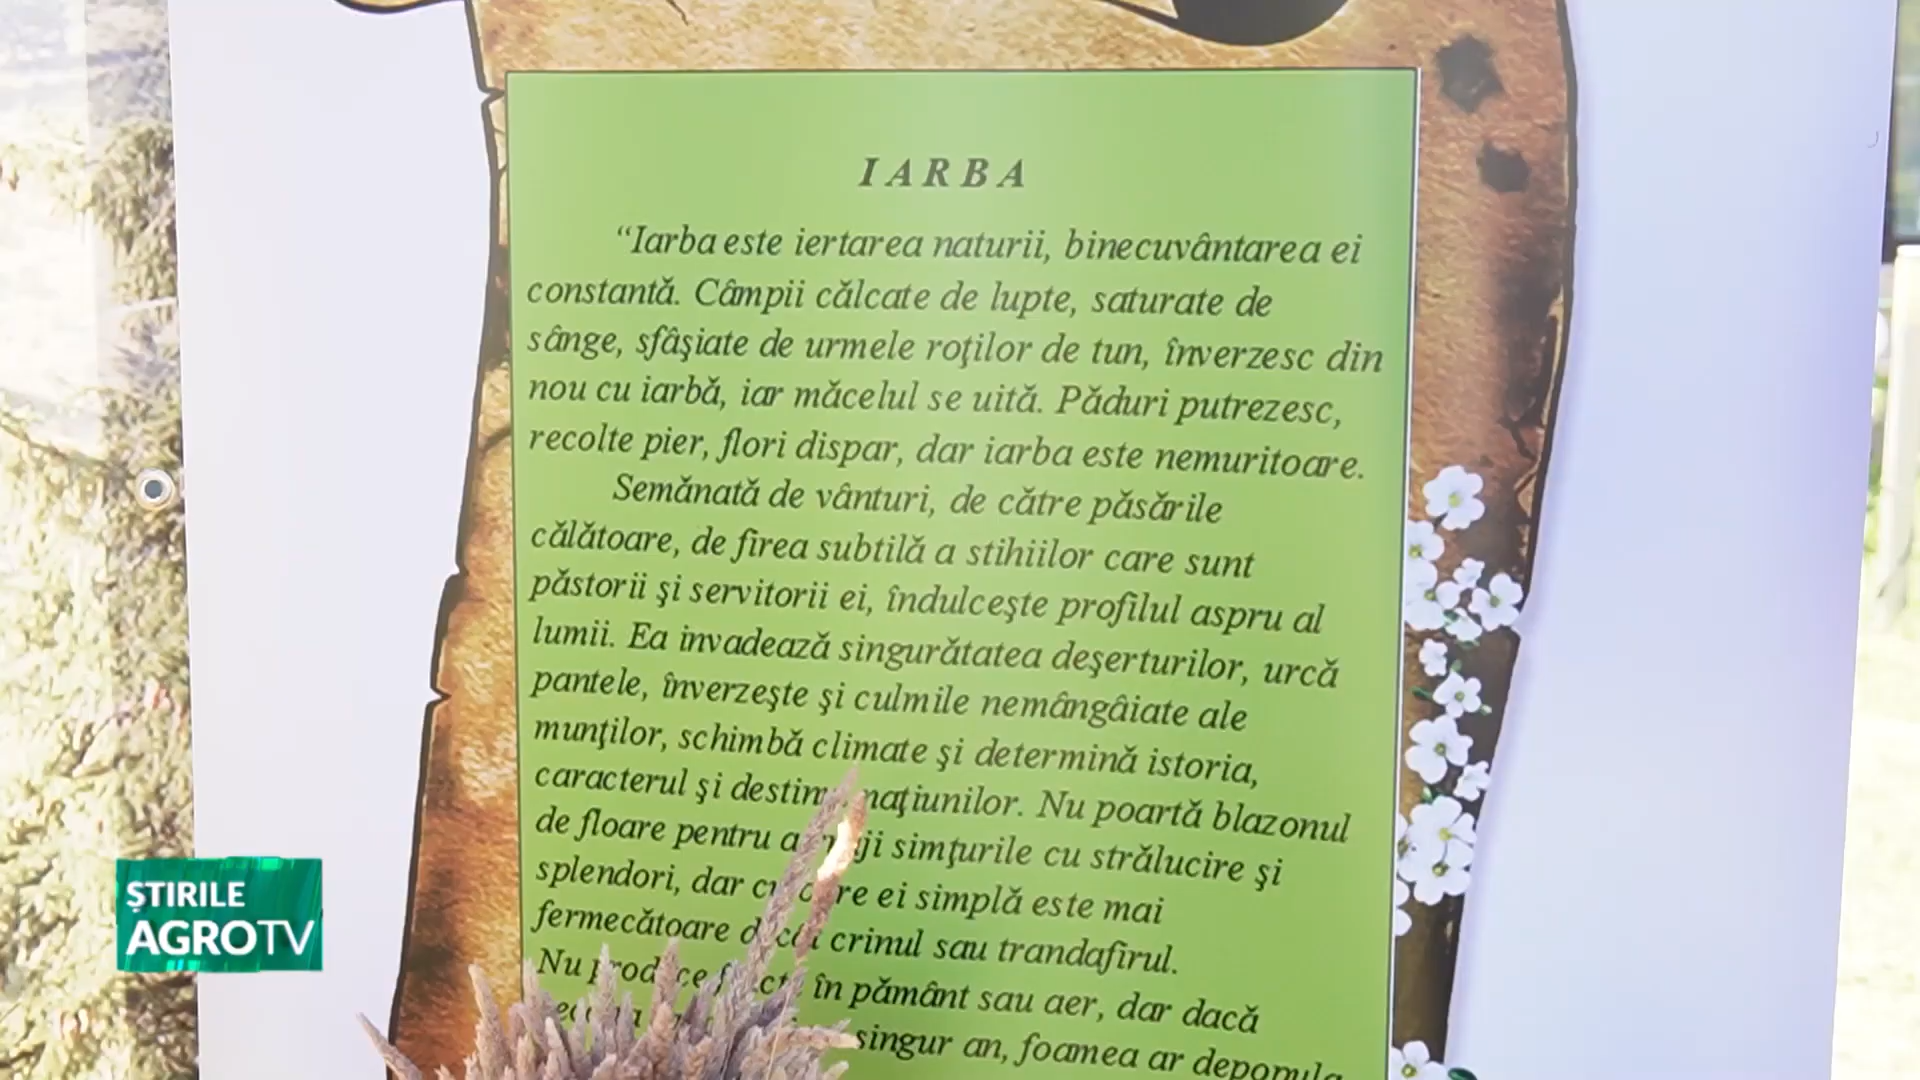 IARBA
“Iarba este iertarea naturii, binecuvântarea ei
constantă. Câmpii călcate de lupte, saturate de
sânge, sfâşiate de urmele roţilor de tun, înverzesc din
nou cu iarbă, iar măcelul se uită. Păduri putrezesc,
recolte pier, flori dispar, dar iarba este nemuritoare.
Semănată de vânturi, de către păsările
călătoare, de firea subtilă a stihiilor care sunt
păstorii şi servitorii ei, îndulceşte profilul aspru al
lumii. Ea invadează singurătatea deşerturilor, urcă
pantele, înverzeşte şi culmile nemângâiate ale
munţilor, schimbă climate şi determină istoria,
caracterul şi naţiunilor. Nu poartă blazonul
de floare pentru simţurile cu strălucire şi
splendori, dar ei simplă este mai
fermecătoare crinul sau trandafirul.
Nu în pământ sau aer, dar dacă
singur an, foamea ar depopula
ȘTIRILE
AGROTV